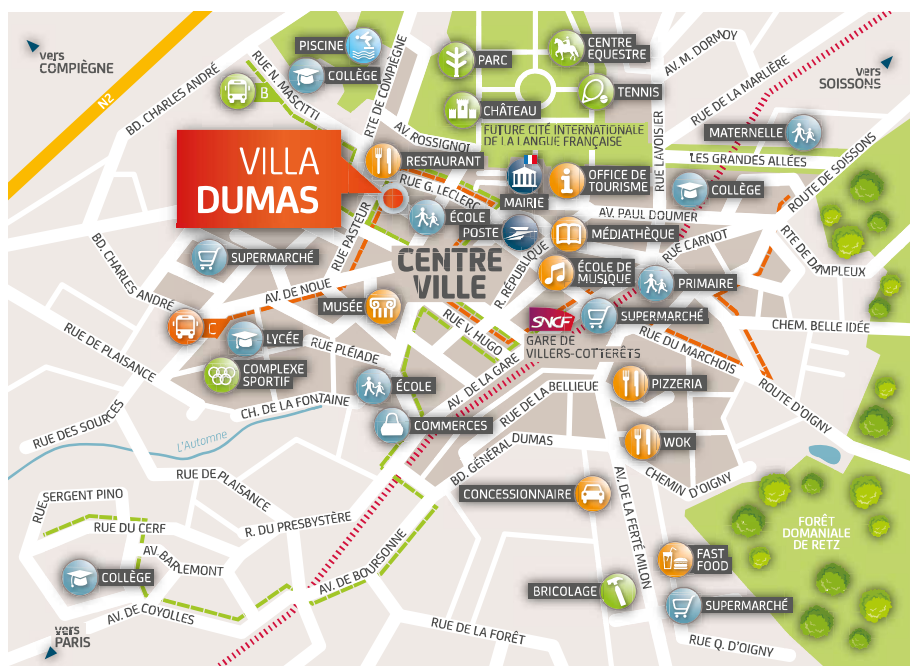 vers
COMPIÈGNE
N2
BD. CHARLES ANDRÉ
RUE N. MASCITTI
B
PISCINE
COLLÈGE
RTE DE COMPIÈGNE
PARC
CENTRE
EQUESTRE
AV. M. DORMOY
vers
SOISSONS
TENNIS
RUE DE LA MARLIÈRE
CHÂTEAU
AV. ROSSIGNOL
FUTURE CITÉ INTERNATIONALE
DE LA LANGUE FRANÇAISE
RUE LAVOISIER
MATERNELLE
VILLA
DUMAS
RESTAURANT
RUE G. LECLERC
MAIRIE
OFFICE DE
TOURISME
LES GRANDES ALLÉES
COLLÈGE
ROUTE DE SOISSONS
ÉCOLE
POSTE
AV. PAUL DOUMER
MÉDIATHÈQUE
RUE PASTEUR
BD. CHARLES ANDRÉ
SUPERMARCHÉ
CENTRE
VILLE
R. RÉPUBLIQUE
ÉCOLE DE
MUSIQUE
RUE CARNOT
RTE DE DAMPLEUX
PRIMAIRE
AV. DE NOUE
MUSÉE
C
LYCÉE
RUE V. HUGO
SNCF
GARE DE
VILLERS-COTTERÊTS
SUPERMARCHÉ
CHEM. BELLE IDÉE
RUE DE PLAISANCE
RUE PLÉIADE
RUE DU MARCHOIS
COMPLEXE
SPORTIF
ÉCOLE
AV. DE LA GARE
RUE DE LA BELLIEUE
PIZZERIA
ROUTE D'OIGNY
CH. DE LA FONTAINE
RUE DES SOURCES
L'Automne
COMMERCES
BD. GÉNÉRAL DUMAS
WOK
CHEMIN D'OIGNY
RUE DE PLAISANCE
CONCESSIONNAIRE
AV. DE LA FERTÉ MILON
RUE SERGENT PINO
RUE DU CERF
R. DU PRESBYSTÈRE
FORÊT
DOMANIALE
DE RETZ
AV. BARLEMONT
AV. DE BOURSONNE
FAST
FOOD
COLLÈGE
BRICOLAGE
SUPERMARCHÉ
AV. DE COYOLLES
vers
PARIS
RUE DE LA FORÊT
RUE Q. D'OIGNY